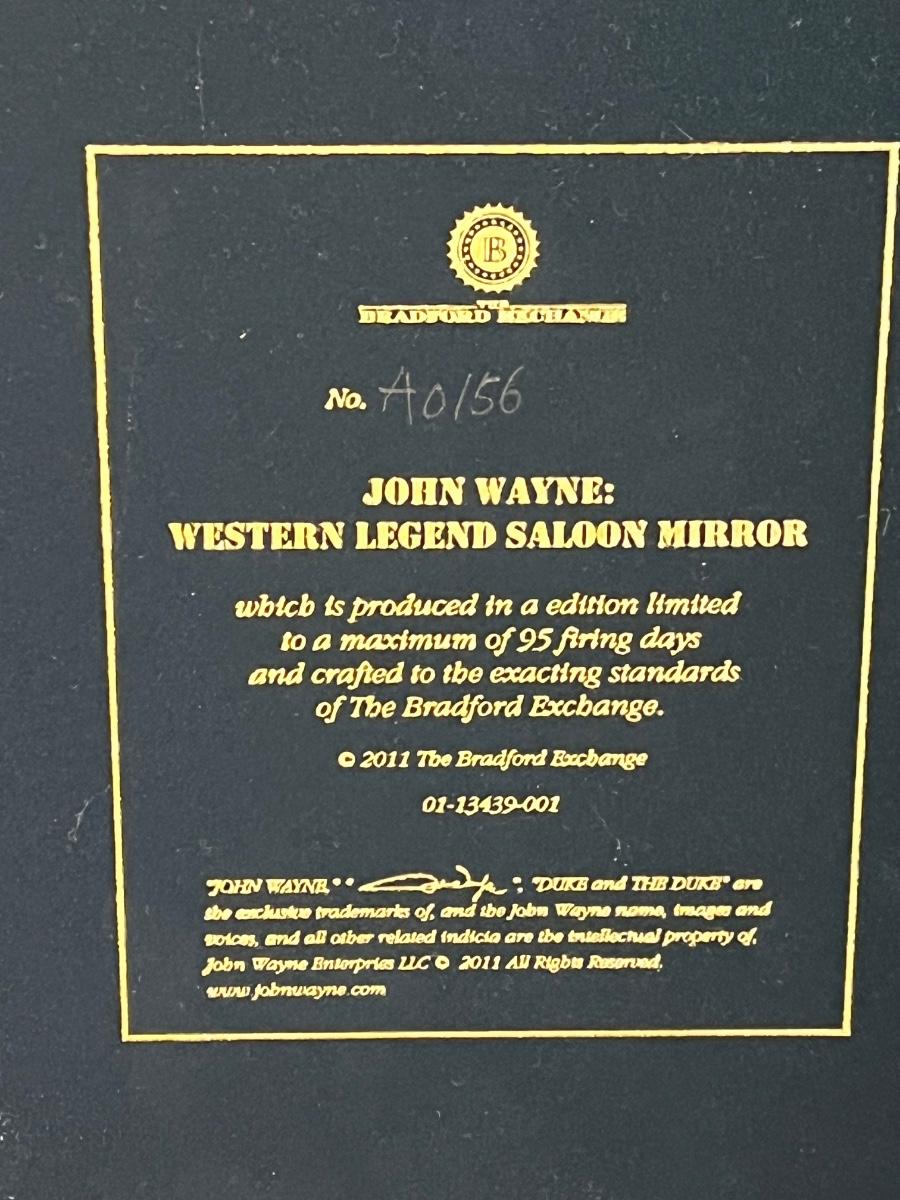 B
THE
BRADFORD EXCHANGE
No. A0156
JOHN WAYNE:
WESTERN LEGEND SALOON MIRROR
which is produced in a edition limited
to a maximum of 95 firing days
and crafted to the exacting standards
of The Bradford Exchange.
© 2011 The Bradford Exchange
01-13439-001
"JOHN WAYNE," " ", "DUKE and THE DUKE" are
the exclusive trademarks of, and the John Wayne name, images and
voices, and all other related indicia are the intellectual property of,
John Wayne Enterpries LLC © 2011 All Rights Reserved.
www.johnwayne.com